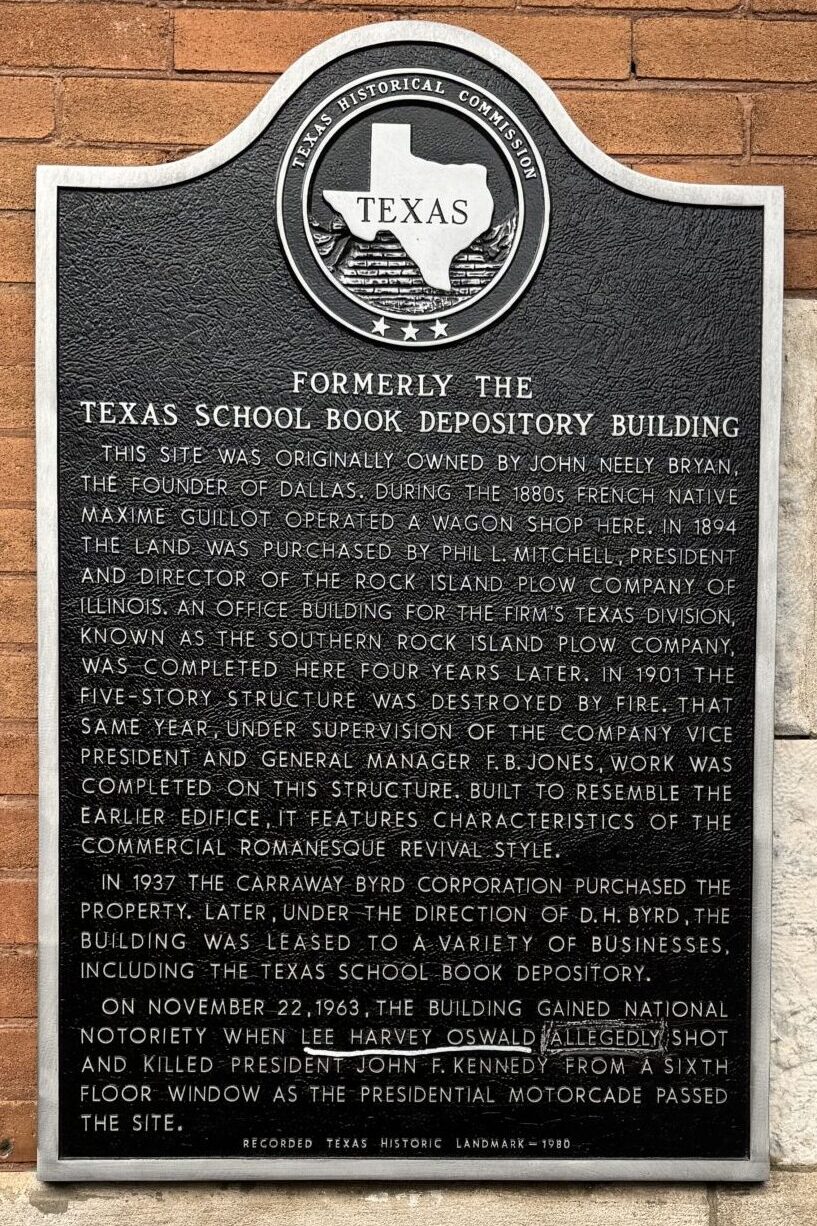 TEXAS HISTORICAL COMMISSION
TEXAS
FORMERLY THE
TEXAS SCHOOL BOOK DEPOSITORY BUILDING
THIS SITE WAS ORIGINALLY OWNED BY JOHN NEELY BRYAN,
THE FOUNDER OF DALLAS. DURING THE 1880s FRENCH NATIVE
MAXIME GUILLOT OPERATED A WAGON SHOP HERE. IN 1894
THE LAND WAS PURCHASED BY PHIL L. MITCHELL, PRESIDENT
AND DIRECTOR OF THE ROCK ISLAND PLOW COMPANY OF
ILLINOIS. AN OFFICE BUILDING FOR THE FIRM'S TEXAS DIVISION,
KNOWN AS THE SOUTHERN ROCK ISLAND PLOW COMPANY,
WAS COMPLETED HERE FOUR YEARS LATER. IN 1901 THE
FIVE-STORY STRUCTURE WAS DESTROYED BY FIRE. THAT
SAME YEAR, UNDER SUPERVISION OF THE COMPANY VICE
PRESIDENT AND GENERAL MANAGER F.B. JONES, WORK WAS
COMPLETED ON THIS STRUCTURE. BUILT TO RESEMBLE THE
EARLIER EDIFICE, IT FEATURES CHARACTERISTICS OF THE
COMMERCIAL ROMANESQUE REVIVAL STYLE.
IN 1937 THE CARRAWAY BYRD CORPORATION PURCHASED THE
PROPERTY. LATER, UNDER THE DIRECTION OF D.H. BYRD, THE
BUILDING WAS LEASED TO A VARIETY OF BUSINESSES,
INCLUDING THE TEXAS SCHOOL BOOK DEPOSITORY.
ON NOVEMBER 22, 1963, THE BUILDING GAINED NATIONAL
NOTORIETY WHEN LEE HARVEY OSWALD ALLEGEDLY SHOT
AND KILLED PRESIDENT JOHN F. KENNEDY FROM A SIXTH
FLOOR WINDOW AS THE PRESIDENTIAL MOTORCADE PASSED
THE SITE.
RECORDED TEXAS HISTORIC LANDMARK – 1980